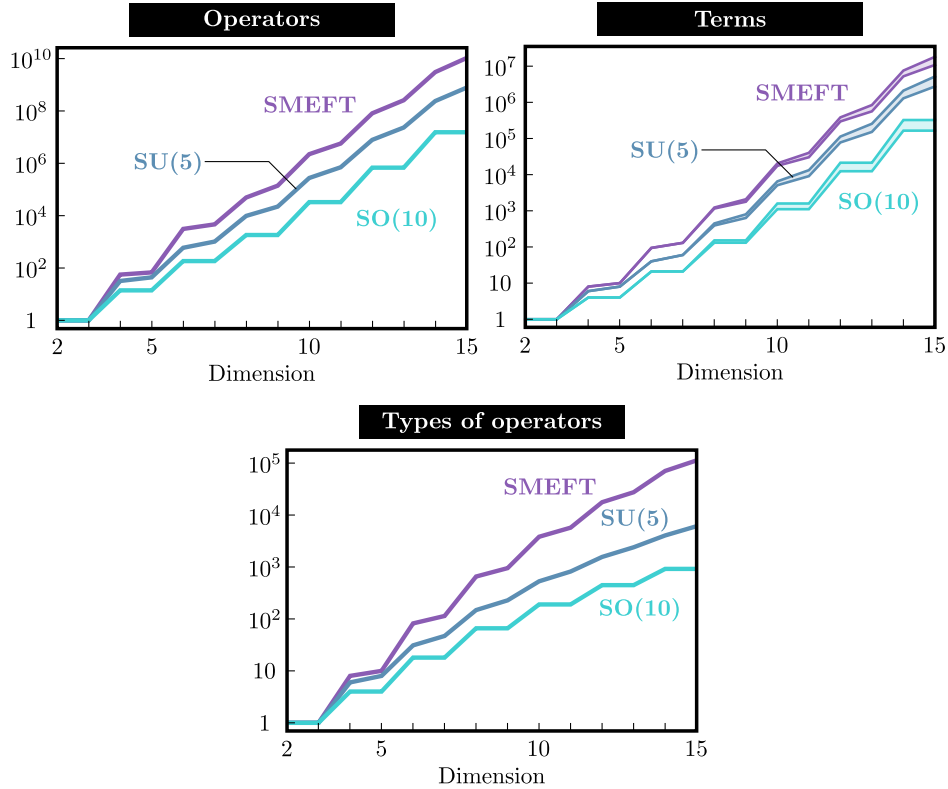 Operators
10^10
10^8
10^6
10^4
10^2
1
SMEFT
SU(5)
SO(10)
2 5 10 15
Dimension
Terms
10^7
10^6
10^5
10^4
10^3
10^2
10
1
SMEFT
SU(5)
SO(10)
2 5 10 15
Dimension
Types of operators
10^5
10^4
10^3
10^2
10
1
SMEFT
SU(5)
SO(10)
2 5 10 15
Dimension